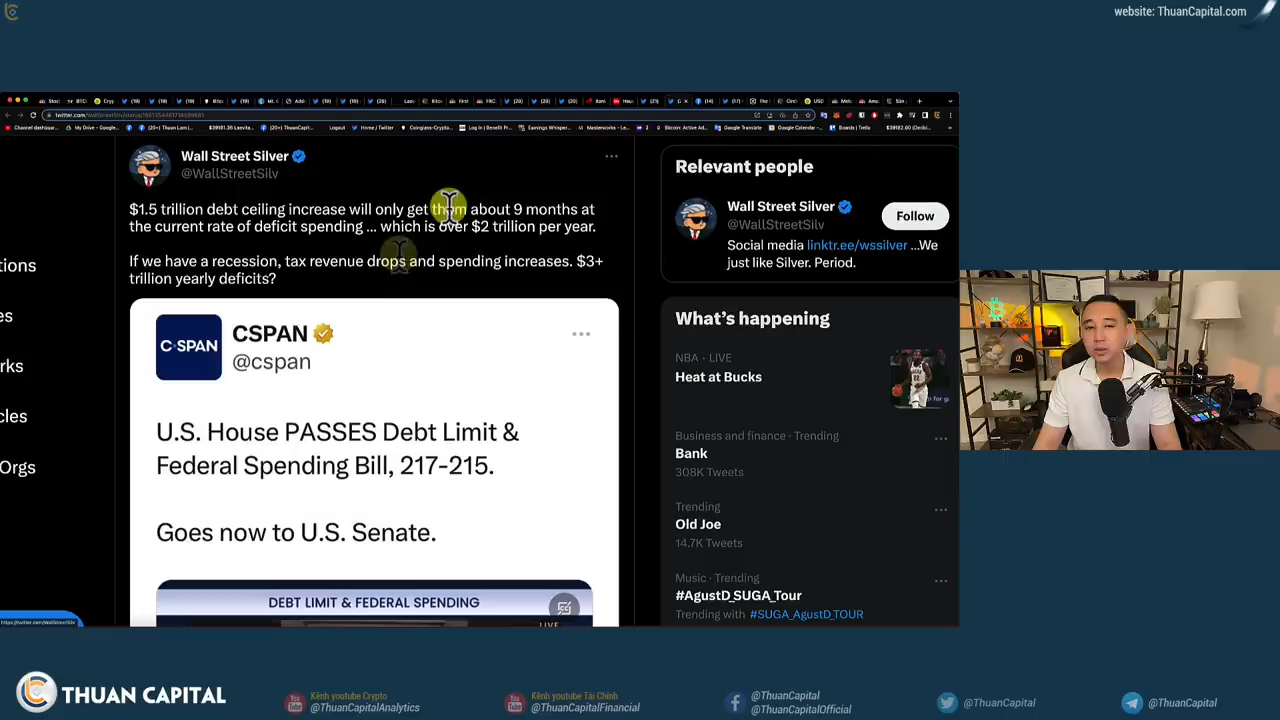 website: ThuanCapital.com
Wall Street Silver
@WallStreetSilv
$1.5 trillion debt ceiling increase will only get them about 9 months at
the current rate of deficit spending ... which is over $2 trillion per year.
If we have a recession, tax revenue drops and spending increases. $3+
trillion yearly deficits?
CSPAN
@cspan
C-SPAN
U.S. House PASSES Debt Limit &
Federal Spending Bill, 217-215.
Goes now to U.S. Senate.
DEBT LIMIT & FEDERAL SPENDING
LIVE
tions
es
rks
cles
Orgs
Relevant people
Wall Street Silver
@WallStreetSilv
Follow
Social media linktr.ee/wssilver ...We
just like Silver. Period.
What's happening
NBA · LIVE
Heat at Bucks
Business and finance · Trending
Bank
308K Tweets
Trending
Old Joe
14.7K Tweets
Music · Trending
#AgustD_SUGA_Tour
Trending with #SUGA_AgustD_TOUR
THUAN CAPITAL
Kênh youtube Crypto
@ThuanCapitalAnalytics
Kênh youtube Tài Chính
@ThuanCapitalFinancial
@ThuanCapital
@ThuanCapitalOfficial
@ThuanCapital
@ThuanCapital